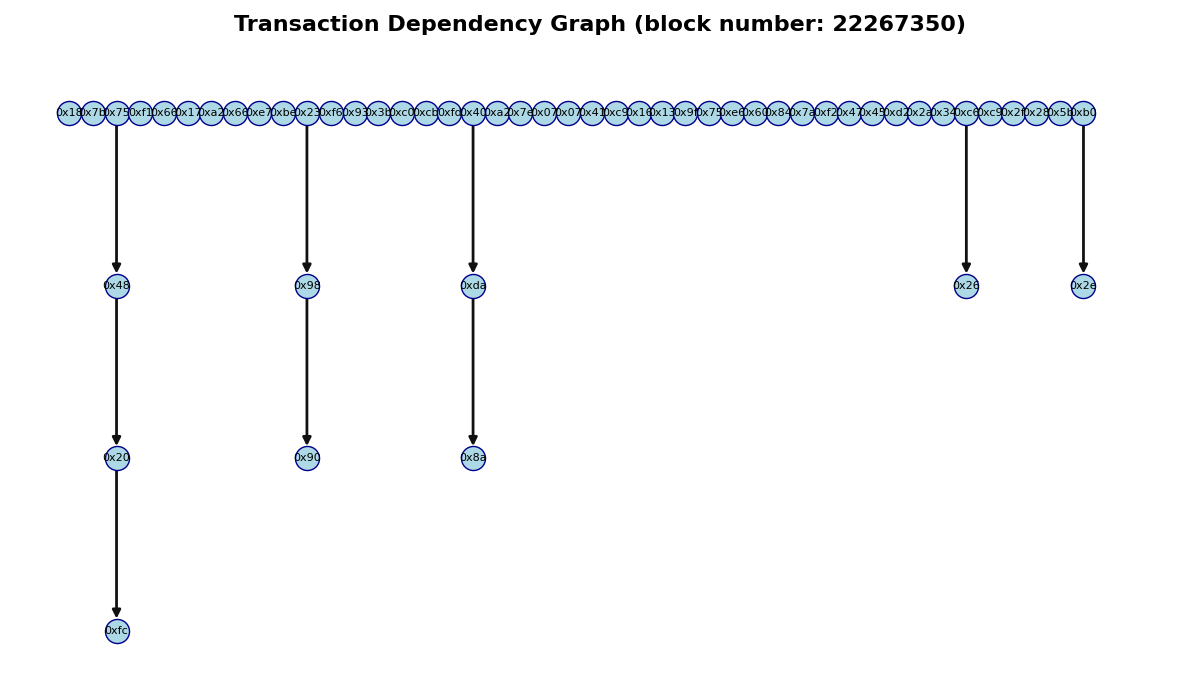 Transaction Dependency Graph (block number: 22267350)
0x18 0x7b 0x75 0xf1 0x66 0x17 0xa2 0x66 0xe7 0xbe 0x23 0xf6 0x93 0x3b 0xc0 0xcb 0xfd 0x40 0xa2 0x7e 0x07 0x07 0x41 0xc9 0x16 0x13 0x9f 0x75 0xe6 0x60 0x84 0x7a 0xf2 0x47 0x45 0xd2 0x2a 0x34 0xc6 0xc9 0x2f 0x28 0x5b 0xb0
0x48 0x98 0xda 0x26 0x2e
0x20 0x90 0x8a
0xfc